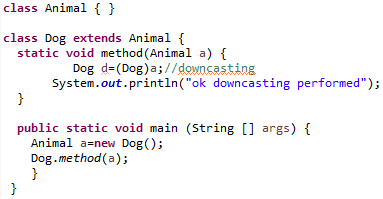 class Animal { }
class Dog extends Animal {
static void method(Animal a) {
Dog d=(Dog)a;//downcasting
System.out.println("ok downcasting performed");
}
public static void main (String [] args) {
Animal a=new Dog();
Dog.method(a);
}
}